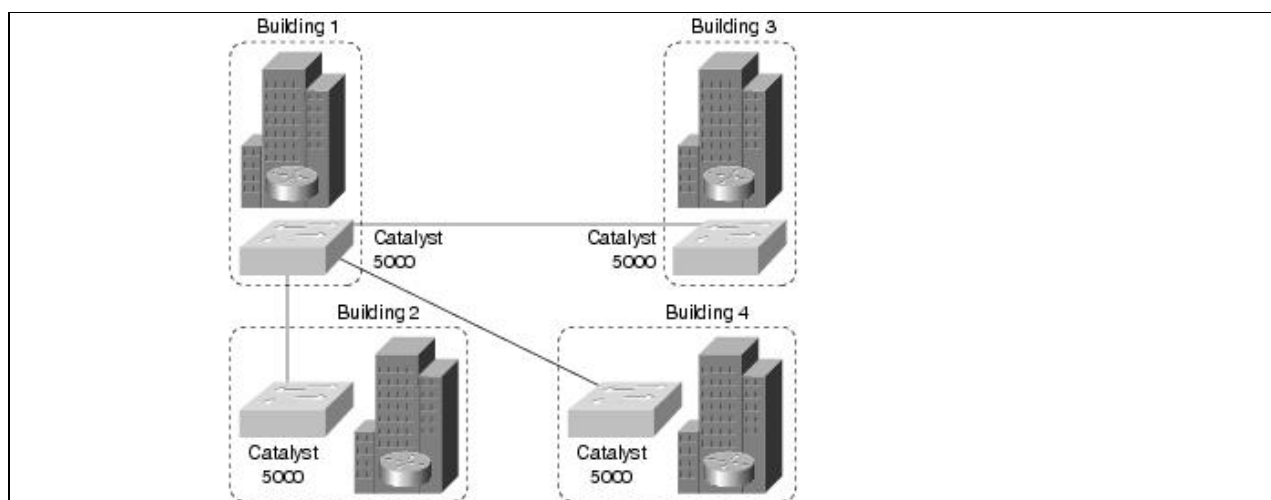 Building 1
Building 3
Catalyst
5000
Catalyst
5000
Building 2
Building 4
Catalyst
5000
Catalyst
5000